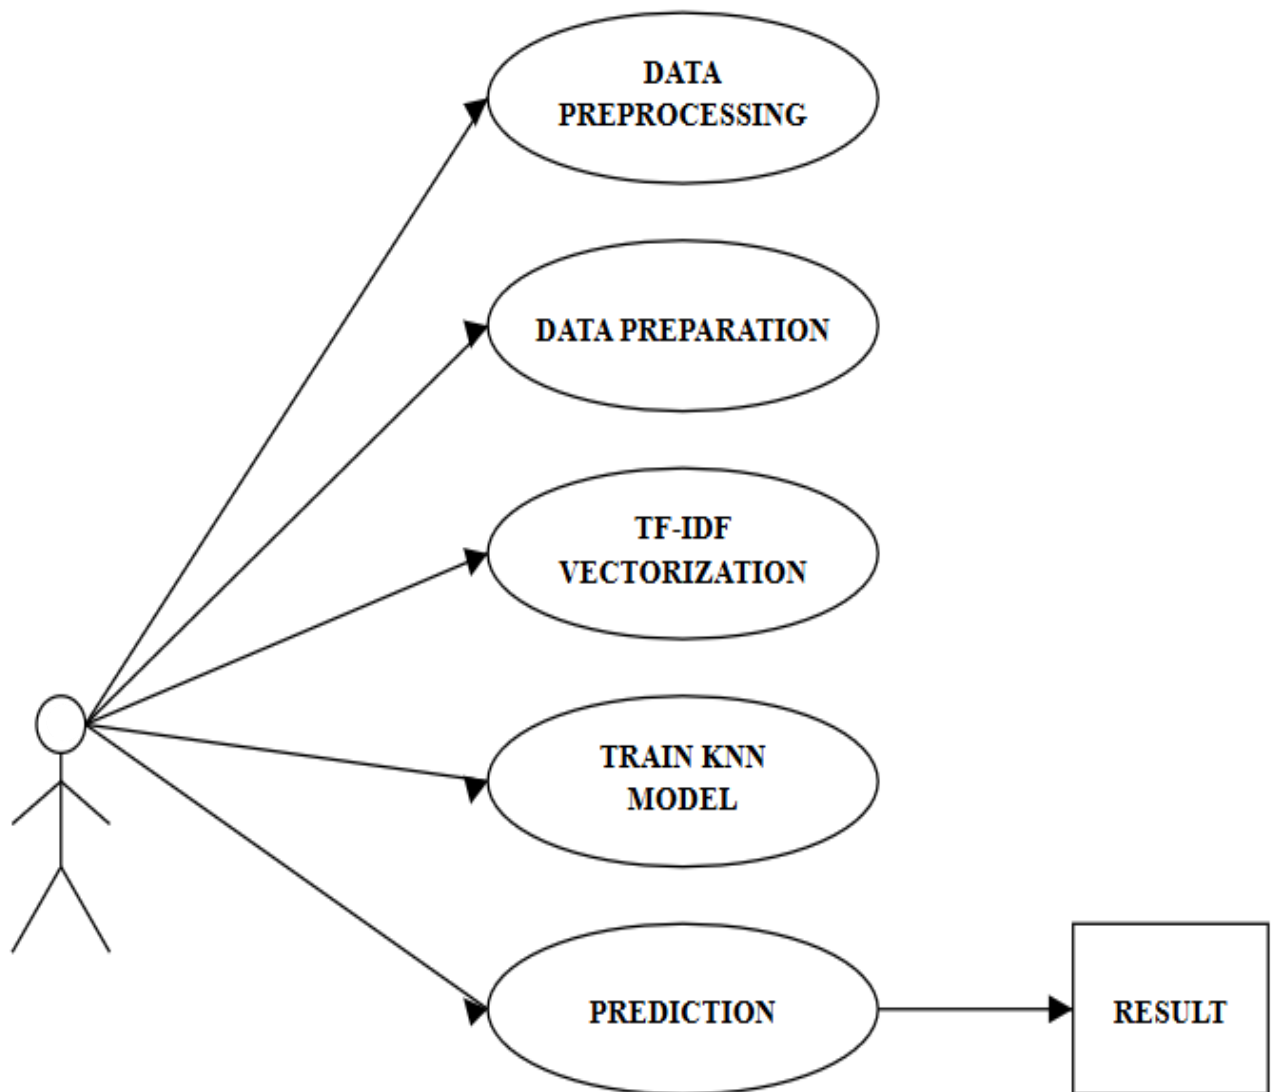 DATA
PREPROCESSING
DATA PREPARATION
TF-IDF
VECTORIZATION
TRAIN KNN
MODEL
PREDICTION
RESULT